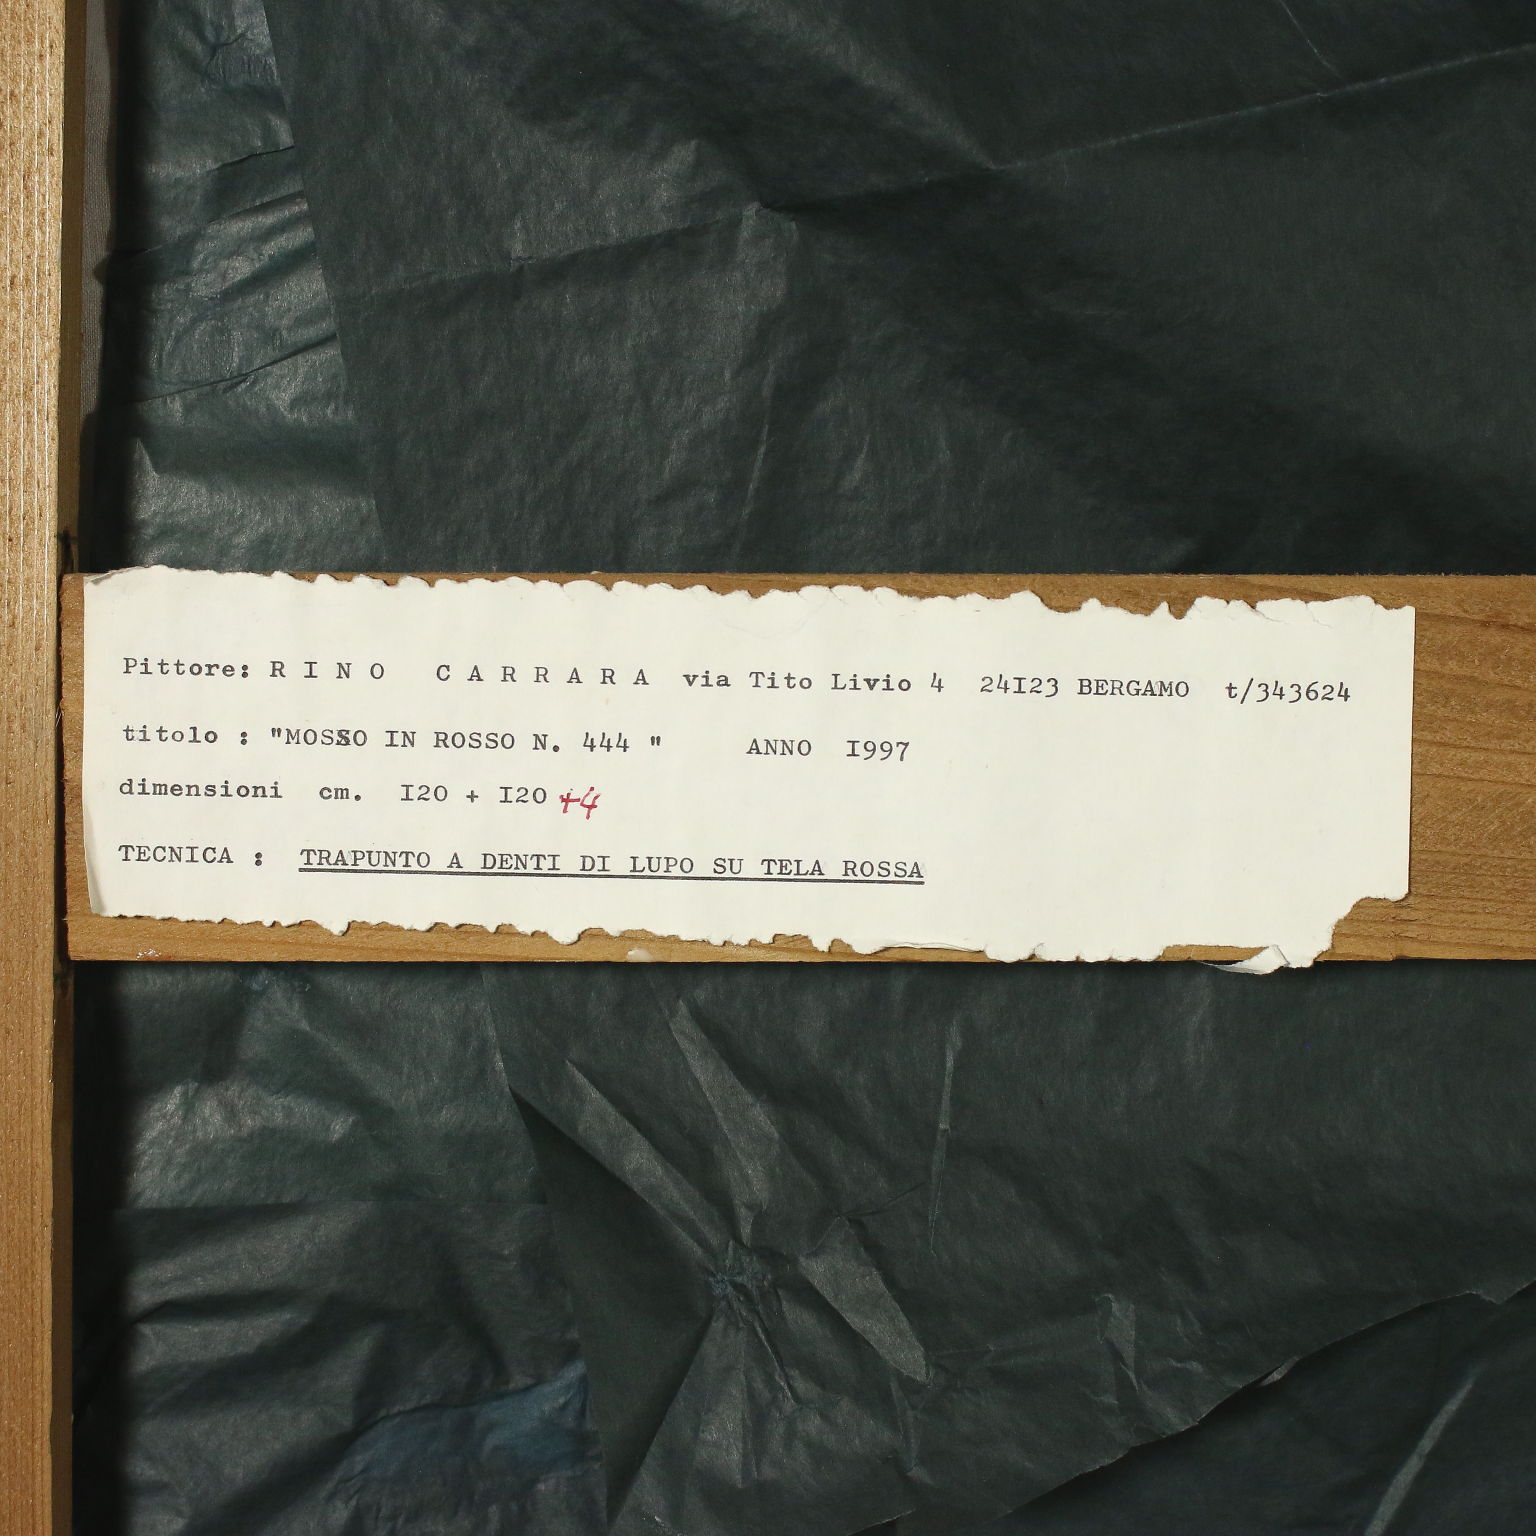 Pittore: R I N O C A R R A R A via Tito Livio 4 24I23 BERGAMO t/343624
titolo : "MOSSO IN ROSSO N. 444 " ANNO I997
dimensioni cm. I20 + I20 +4
TECNICA : TRAPUNTO A DENTI DI LUPO SU TELA ROSSA